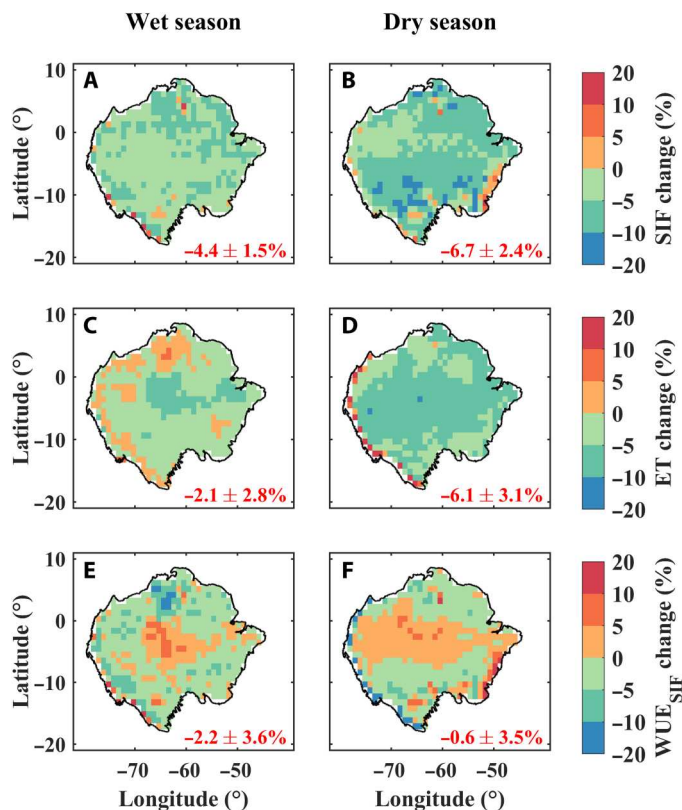 Wet season
Dry season
A
B
10
0
−10
−20
Latitude (°)
−4.4 ± 1.5%
−6.7 ± 2.4%
20
10
5
0
−5
−10
−20
SIF change (%)
C
D
10
0
−10
−20
Latitude (°)
−2.1 ± 2.8%
−6.1 ± 3.1%
20
10
5
0
−5
−10
−20
ET change (%)
E
F
10
0
−10
−20
Latitude (°)
−2.2 ± 3.6%
−0.6 ± 3.5%
20
10
5
0
−5
−10
−20
WUE_SIF change (%)
−70 −60 −50
−70 −60 −50
Longitude (°)
Longitude (°)